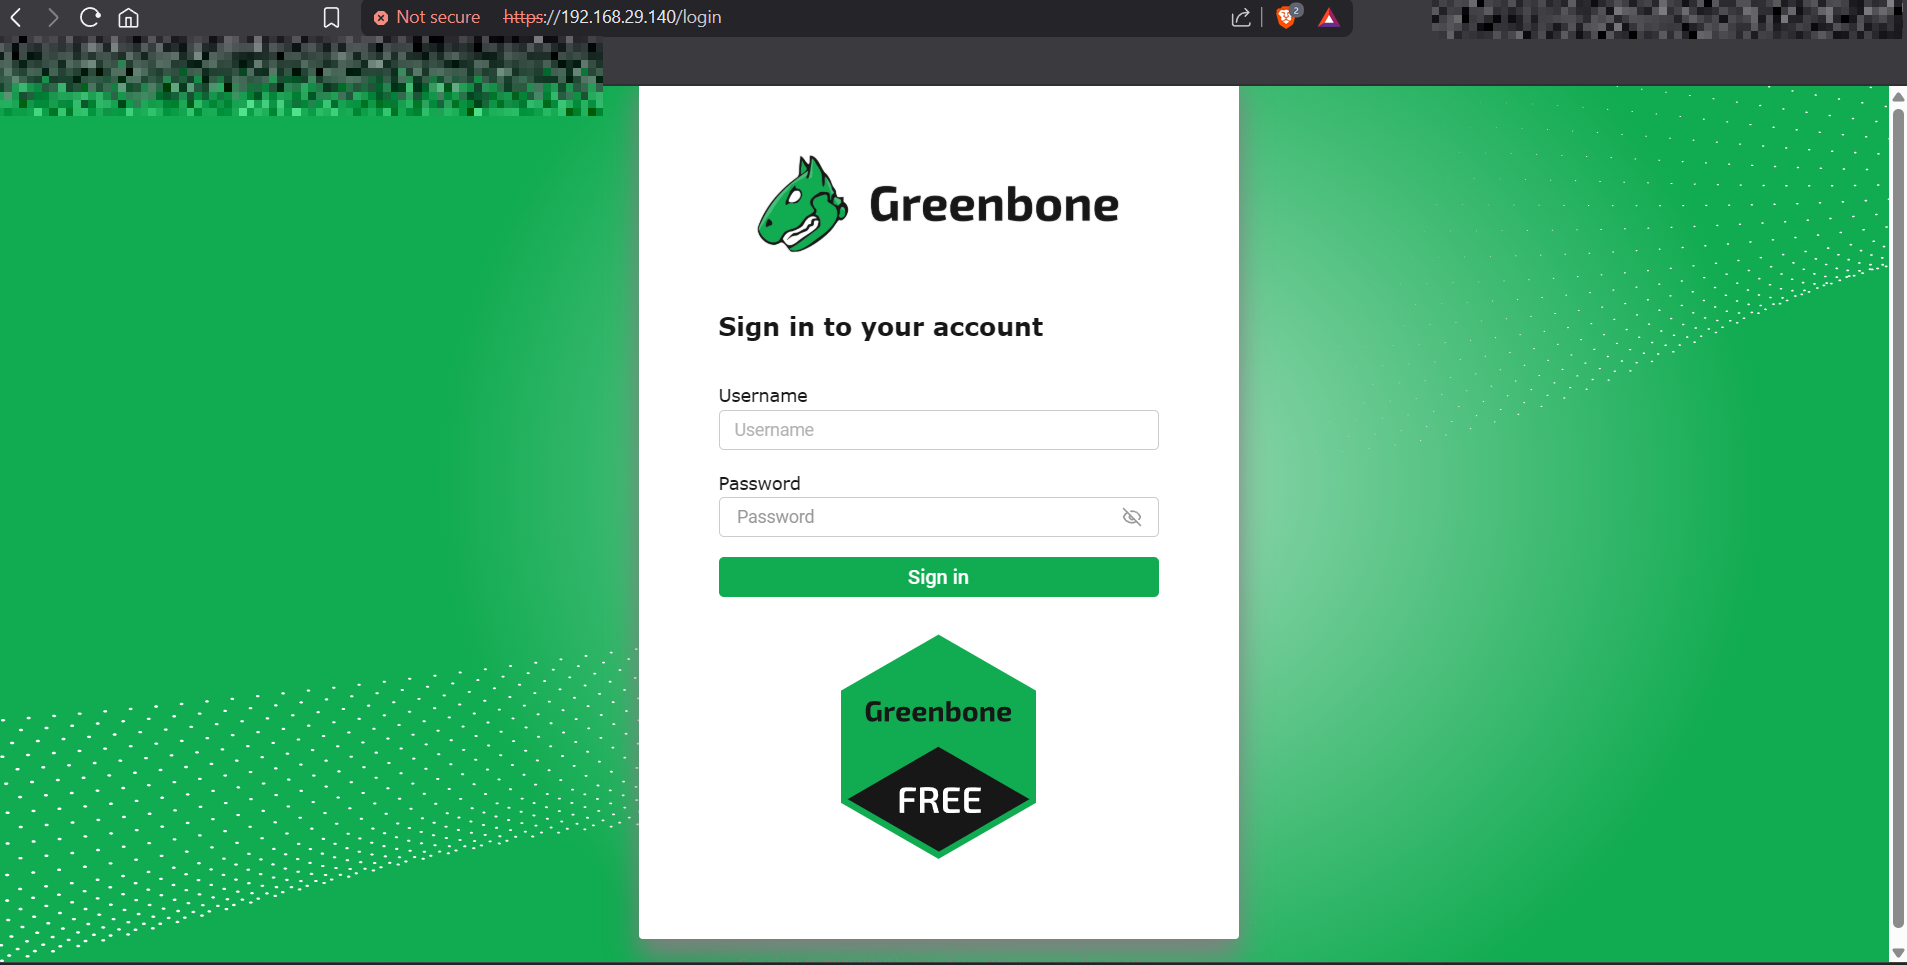 Not secure https://192.168.29.140/login 2
Greenbone
Sign in to your account
Username
Username
Password
Password
Sign in
Greenbone
FREE